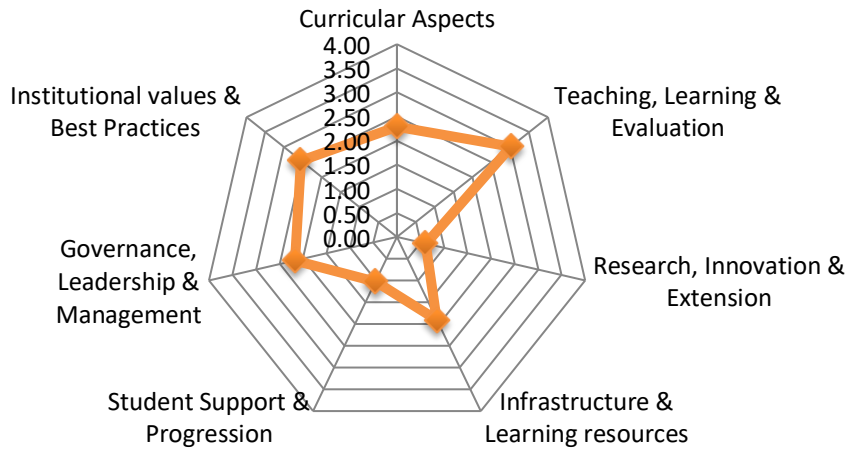 Curricular Aspects
4.00
3.50
3.00
2.50
2.00
1.50
1.00
0.50
0.00
Teaching, Learning &
Evaluation
Research, Innovation &
Extension
Infrastructure &
Learning resources
Student Support &
Progression
Governance,
Leadership &
Management
Institutional values &
Best Practices